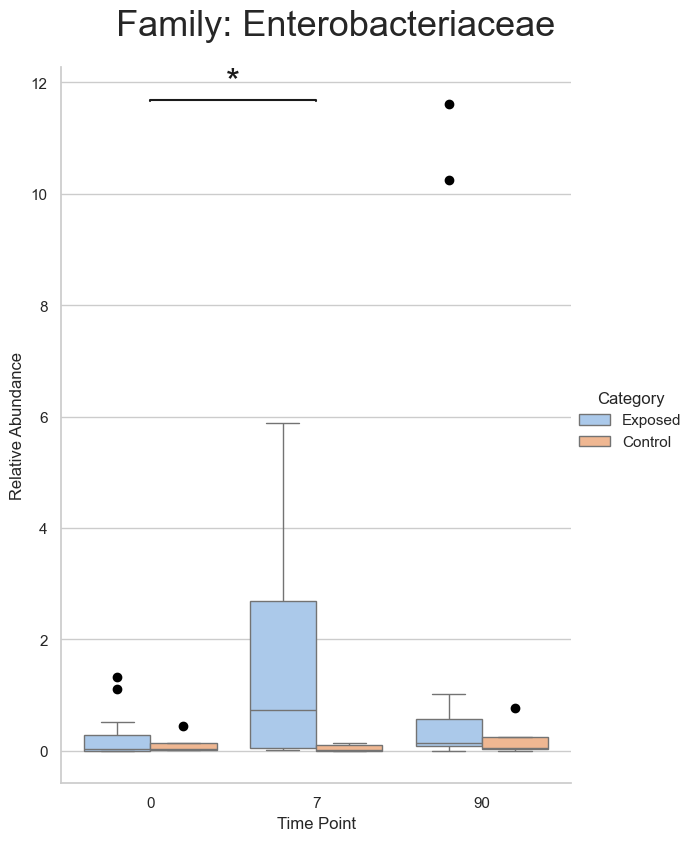 Family: Enterobacteriaceae
*
12
10
8
6
4
2
0
Relative Abundance
0 7 90
Time Point
Category
Exposed
Control